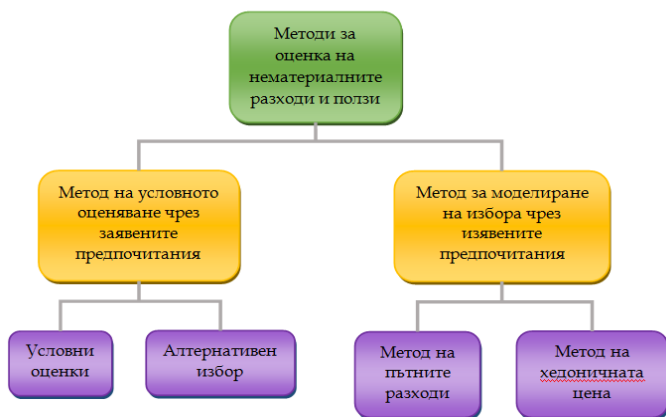 Методи за
оценка на
нематериалните
разходи и ползи
Метод на условното
оценяване чрез
заявените
предпочитания
Метод за моделиране
на избора чрез
изявените
предпочитания
Условни
оценки
Алтернативен
избор
Метод на
пътните
разходи
Метод на
хедоничната
цена